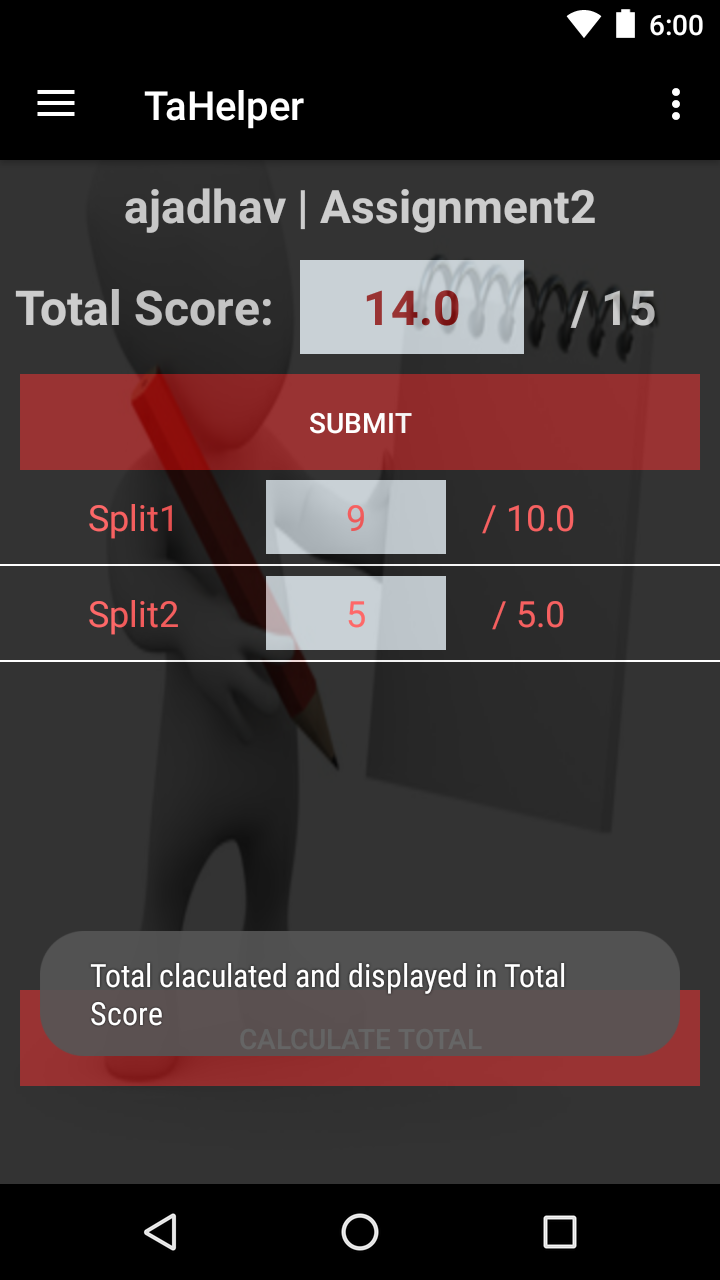 6:00
TaHelper
ajadhav | Assignment2
Total Score: 14.0 / 15
SUBMIT
Split1 9 / 10.0
Split2 5 / 5.0
Total claculated and displayed in Total
Score
CALCULATE TOTAL